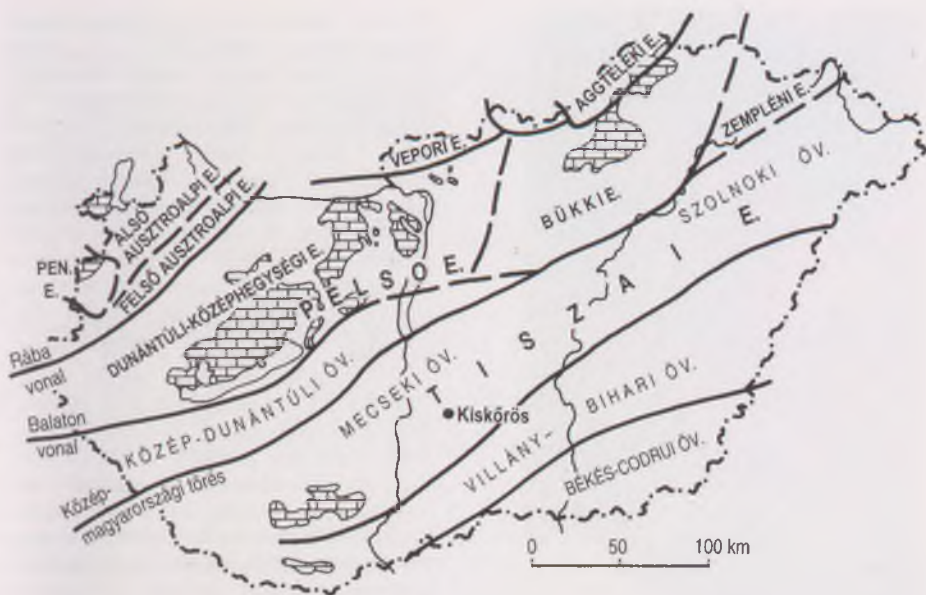 AGGTELEKI E.
ZEMPLÉNI E.
VEPORI E.
SZOLNOKI ÖV.
ALSÓ
AUSZTROALPI E.
FELSŐ AUSZTROALPI E.
BÜKKI E.
PEN.
E.
PELSO E.
DUNÁNTÚLI-KÖZÉPHEGYSÉGI E.
TISZAI E.
Rába
vonal
MECSEKI ÖV.
BIHARI ÖV.
Kiskőrös
Balaton
vonal
KÖZÉP-DUNÁNTÚLI ÖV.
VILLÁNY–
BÉKÉS-CODRUI ÖV.
Közép-
magyarországi törés
0 50 100 km